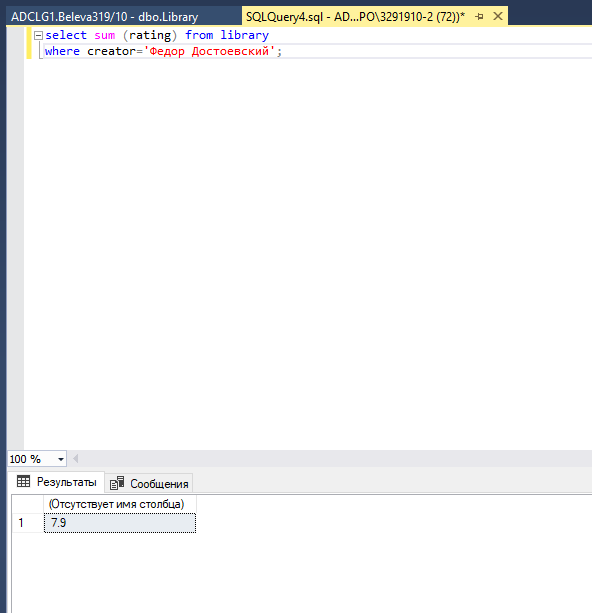 ADCLG1.Beleva319/10 - dbo.Library
SQLQuery4.sql - AD...PO\3291910-2 (72))*
select sum (rating) from library
where creator='Федор Достоевский';
100 %
Результаты
Сообщения
(Отсутствует имя столбца)
1
7.9